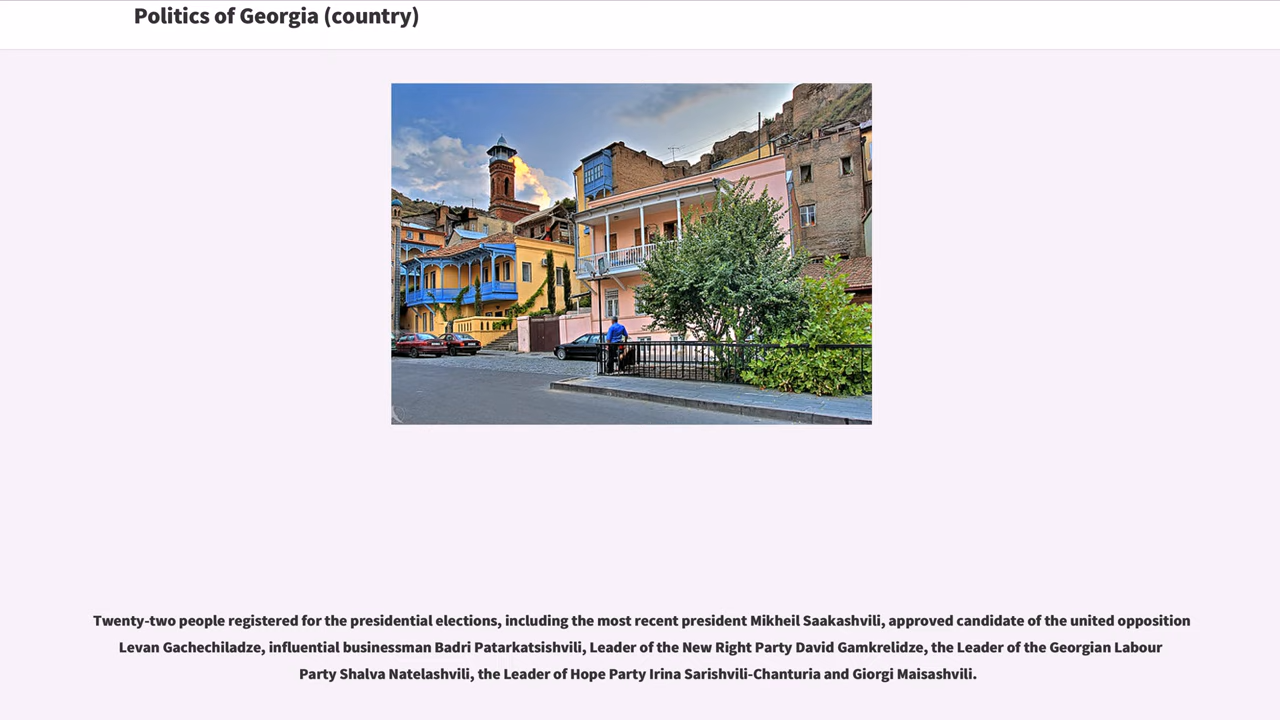 Politics of Georgia (country)
Twenty-two people registered for the presidential elections, including the most recent president Mikheil Saakashvili, approved candidate of the united opposition
Levan Gachechiladze, influential businessman Badri Patarkatsishvili, Leader of the New Right Party David Gamkrelidze, the Leader of the Georgian Labour
Party Shalva Natelashvili, the Leader of Hope Party Irina Sarishvili-Chanturia and Giorgi Maisashvili.